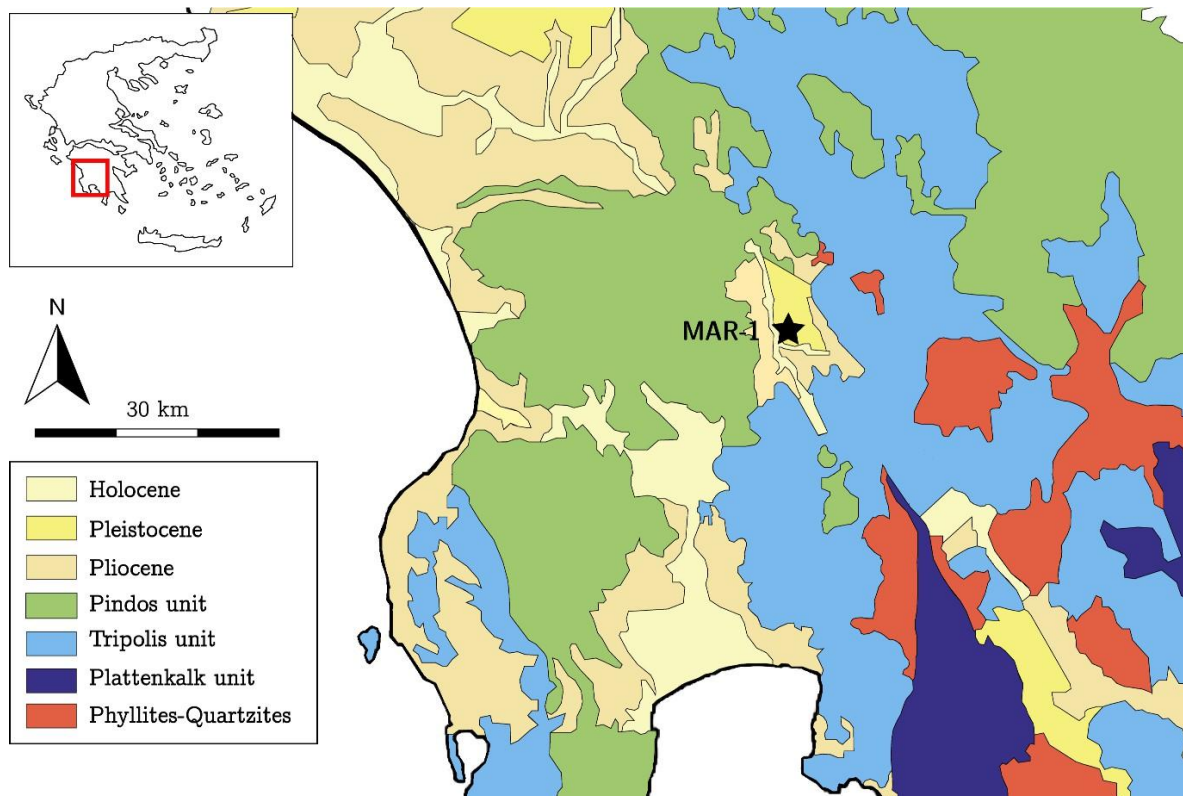 N
30 km
MAR-1
Holocene
Pleistocene
Pliocene
Pindos unit
Tripolis unit
Plattenkalk unit
Phyllites-Quartzites